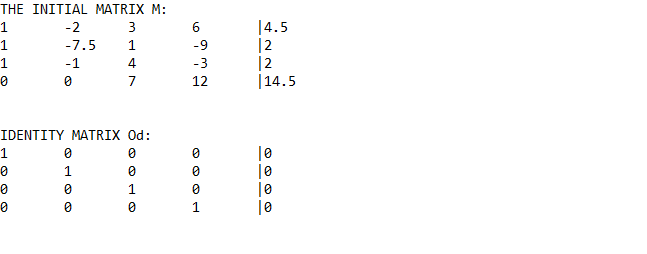 THE INITIAL MATRIX M:
1 -2 3 6 |4.5
1 -7.5 1 -9 |2
1 -1 4 -3 |2
0 0 7 12 |14.5
IDENTITY MATRIX Od:
1 0 0 0 |0
0 1 0 0 |0
0 0 1 0 |0
0 0 0 1 |0